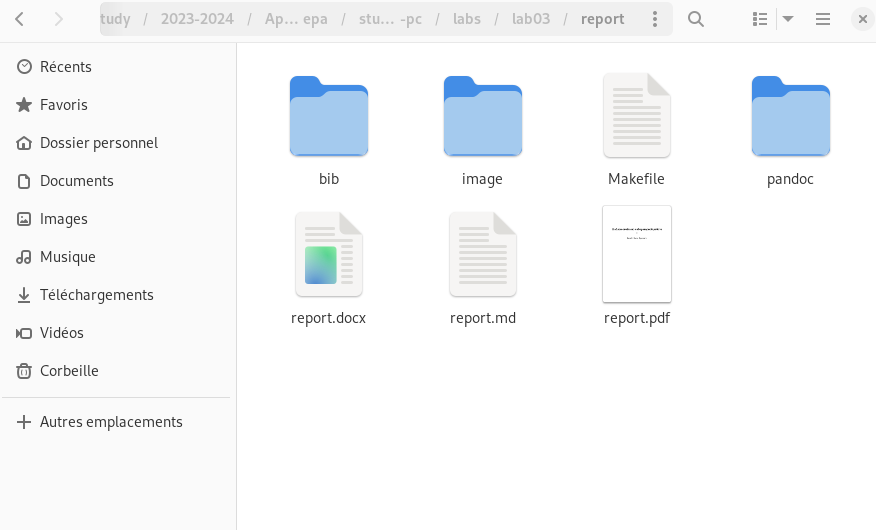 tudy / 2023-2024 / Ap... epa / stu... -pc / labs / lab03 / report
Récents
Favoris
Dossier personnel
Documents
Images
Musique
Téléchargements
Vidéos
Corbeille
Autres emplacements
bib image Makefile pandoc
report.docx report.md report.pdf